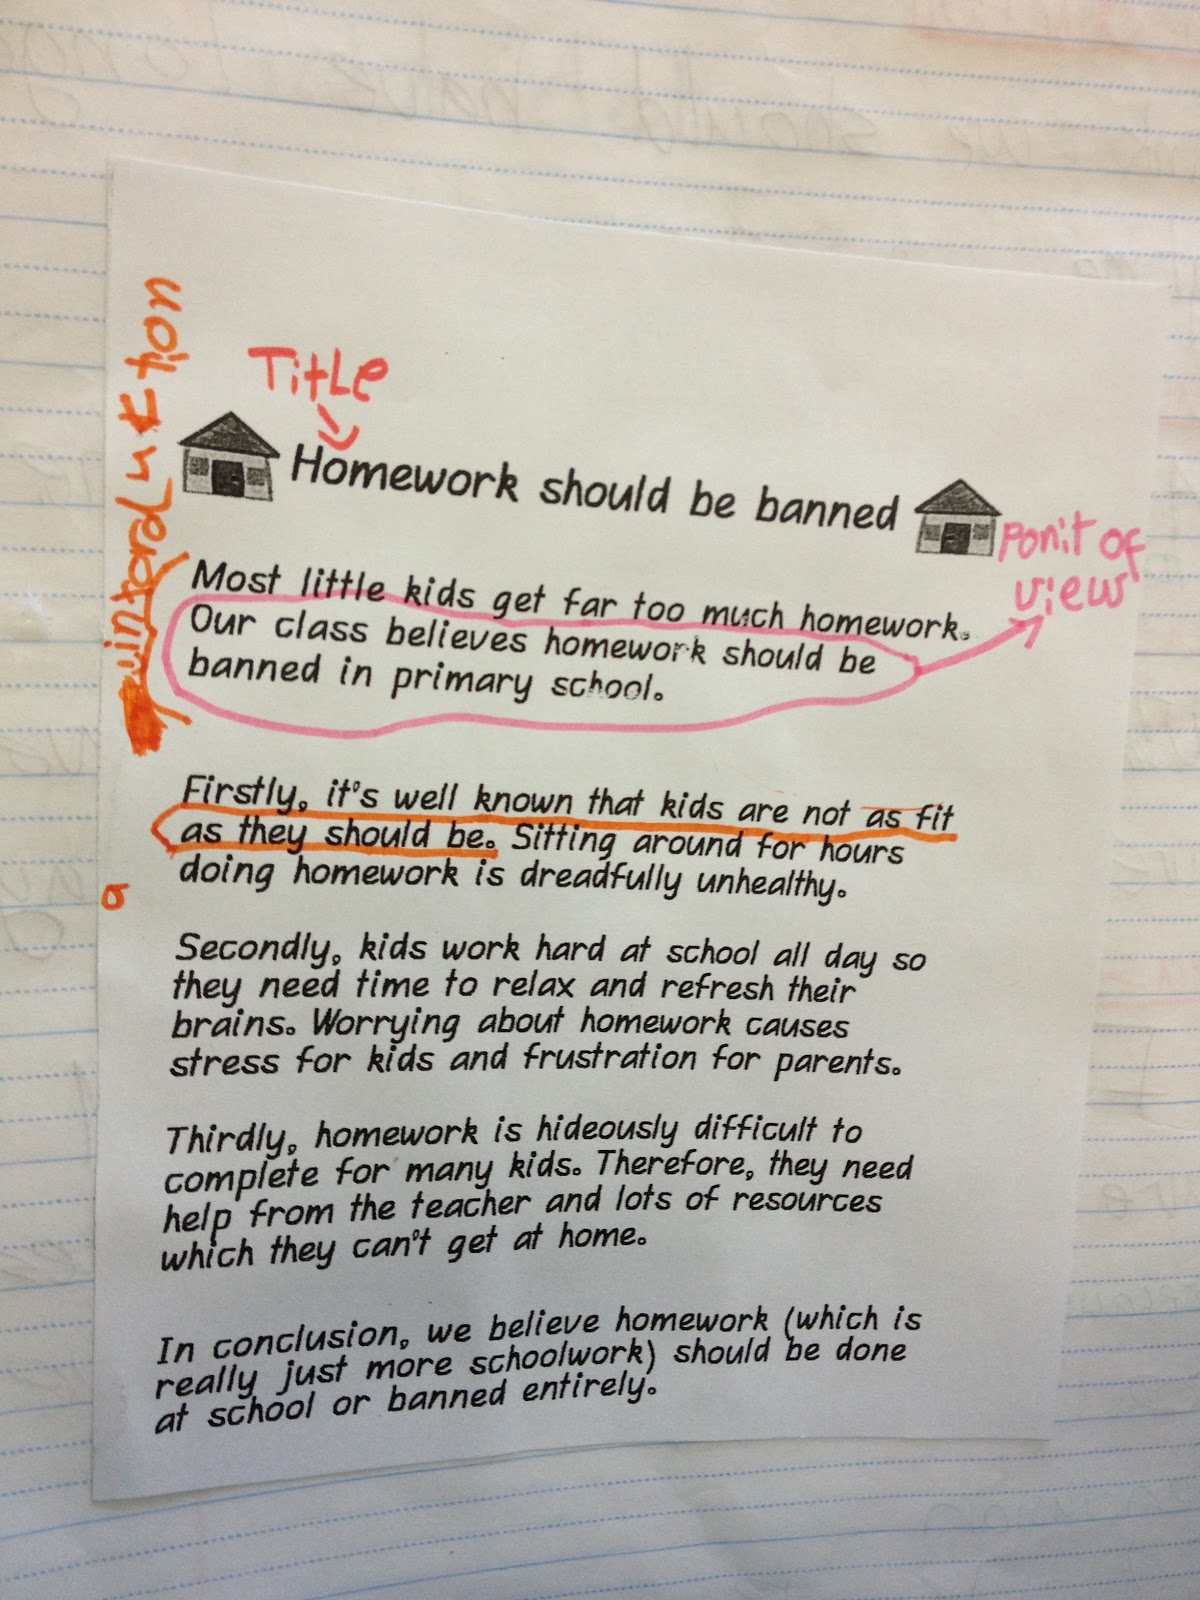 intorduktion
Title
Homework should be banned
Ponit of
view
Most little kids get far too much homework.
Our class believes homework should be
banned in primary school.
Firstly, it's well known that kids are not as fit
as they should be. Sitting around for hours
doing homework is dreadfully unhealthy.
a
Secondly, kids work hard at school all day so
they need time to relax and refresh their
brains. Worrying about homework causes
stress for kids and frustration for parents.
Thirdly, homework is hideously difficult to
complete for many kids. Therefore, they need
help from the teacher and lots of resources
which they can't get at home.
In conclusion, we believe homework (which is
really just more schoolwork) should be done
at school or banned entirely.